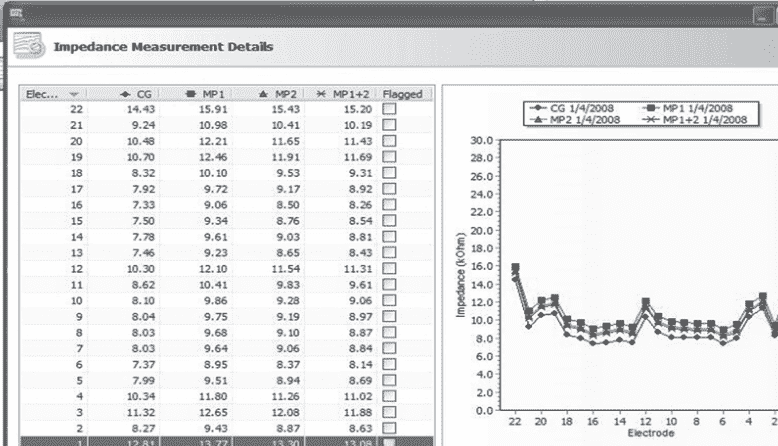 Impedance Measurement Details
Elec... CG MP1 MP2 MP1+2 Flagged
22 14.43 15.91 15.43 15.20
21 9.24 10.98 10.41 10.19
20 10.48 12.21 11.65 11.43
19 10.70 12.46 11.91 11.69
18 8.32 10.10 9.53 9.31
17 7.92 9.72 9.17 8.92
16 7.33 9.06 8.50 8.26
15 7.50 9.34 8.76 8.54
14 7.78 9.61 9.03 8.81
13 7.46 9.23 8.65 8.43
12 10.30 12.10 11.54 11.31
11 8.62 10.41 9.83 9.61
10 8.10 9.86 9.28 9.06
9 8.04 9.75 9.19 8.97
8 8.03 9.68 9.10 8.87
7 8.03 9.64 9.06 8.84
6 7.37 8.95 8.37 8.14
5 7.99 9.51 8.94 8.69
4 10.34 11.80 11.26 11.02
3 11.32 12.65 12.08 11.88
2 8.27 9.43 8.87 8.63
1 12.81 13.77 13.30 13.08
CG 1/4/2008 MP1 1/4/2008
MP2 1/4/2008 MP1+2 1/4/2008
30.0
28.0
26.0
24.0
22.0
20.0
18.0
16.0
14.0
12.0
10.0
8.0
6.0
4.0
2.0
0.0
Impedance (kOhm)
22 20 18 16 14 12 10 8 6 4 2
Electrode